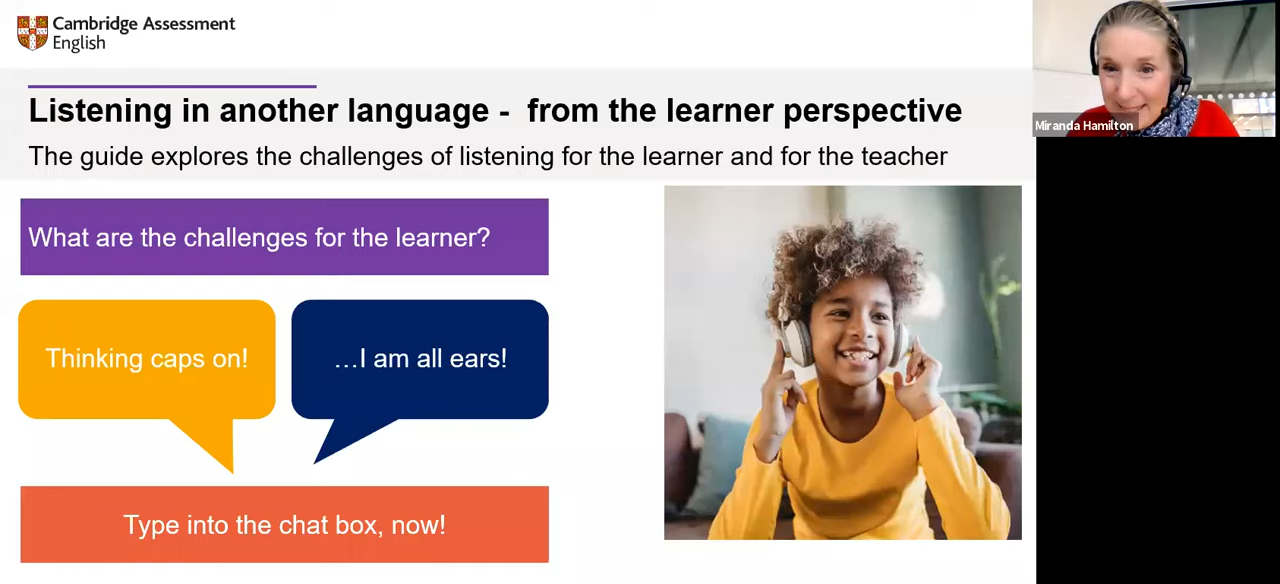 Cambridge Assessment
English
Listening in another language - from the learner perspective
The guide explores the challenges of listening for the learner and for the teacher
What are the challenges for the learner?
Thinking caps on!
…I am all ears!
Type into the chat box, now!
Miranda Hamilton